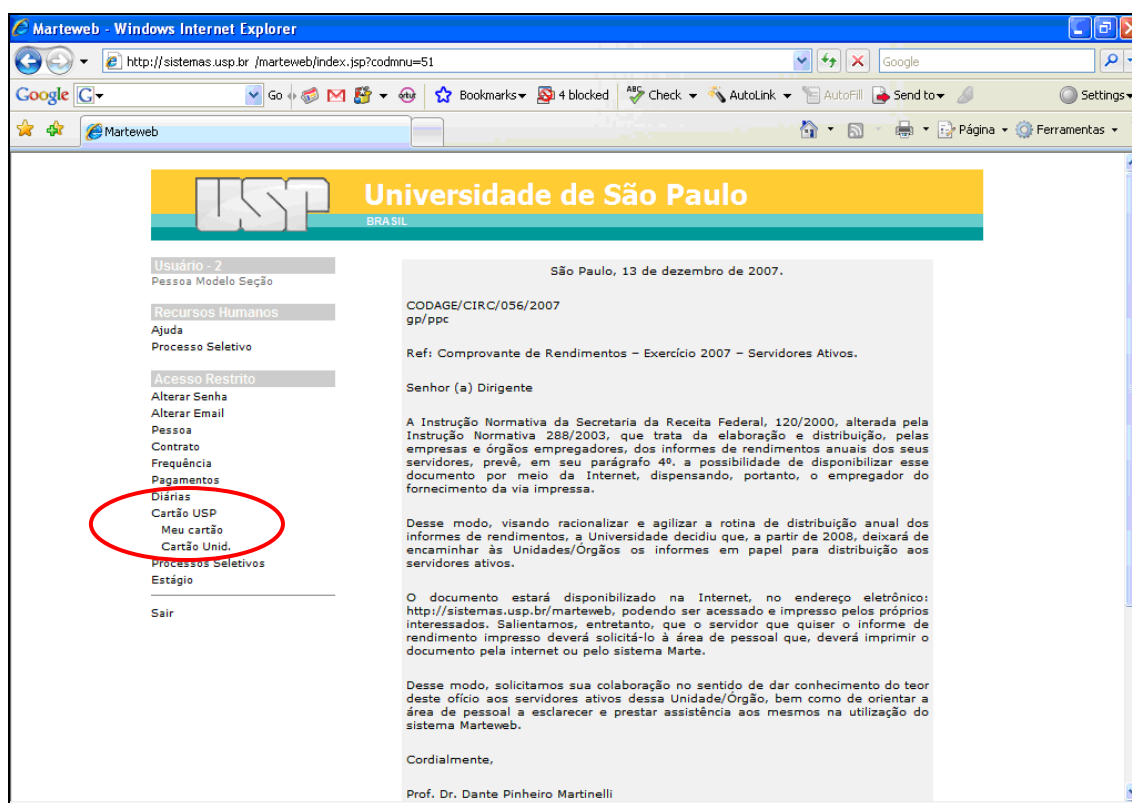 Marteweb - Windows Internet Explorer
http://sistemas.usp.br /marteweb/index.jsp?codmnu=51
Google
Google G Go ortut Bookmarks 4 blocked ABC Check AutoLink AutoFill Send to Settings
Marteweb
Página Ferramentas
USP
Universidade de São Paulo
BRASIL
Usuário - 2
Pessoa Modelo Seção
Recursos Humanos
Ajuda
Processo Seletivo
Acesso Restrito
Alterar Senha
Alterar Email
Pessoa
Contrato
Frequência
Pagamentos
Diárias
Cartão USP
Meu cartão
Cartão Unid.
Processos Seletivos
Estágio
Sair
São Paulo, 13 de dezembro de 2007.
CODAGE/CIRC/056/2007
gp/ppc
Ref: Comprovante de Rendimentos – Exercício 2007 – Servidores Ativos.
Senhor (a) Dirigente
A Instrução Normativa da Secretaria da Receita Federal, 120/2000, alterada pela
Instrução Normativa 288/2003, que trata da elaboração e distribuição, pelas
empresas e órgãos empregadores, dos informes de rendimentos anuais dos seus
servidores, prevê, em seu parágrafo 4º. a possibilidade de disponibilizar esse
documento por meio da Internet, dispensando, portanto, o empregador do
fornecimento da via impressa.
Desse modo, visando racionalizar e agilizar a rotina de distribuição anual dos
informes de rendimentos, a Universidade decidiu que, a partir de 2008, deixará de
encaminhar às Unidades/Órgãos os informes em papel para distribuição aos
servidores ativos.
O documento estará disponibilizado na Internet, no endereço eletrônico:
http://sistemas.usp.br/marteweb, podendo ser acessado e impresso pelos próprios
interessados. Salientamos, entretanto, que o servidor que quiser o informe de
rendimento impresso deverá solicitá-lo à área de pessoal que, deverá imprimir o
documento pela internet ou pelo sistema Marte.
Desse modo, solicitamos sua colaboração no sentido de dar conhecimento do teor
deste ofício aos servidores ativos dessa Unidade/Órgão, bem como de orientar a
área de pessoal a esclarecer e prestar assistência aos mesmos na utilização do
sistema Marteweb.
Cordialmente,
Prof. Dr. Dante Pinheiro Martinelli